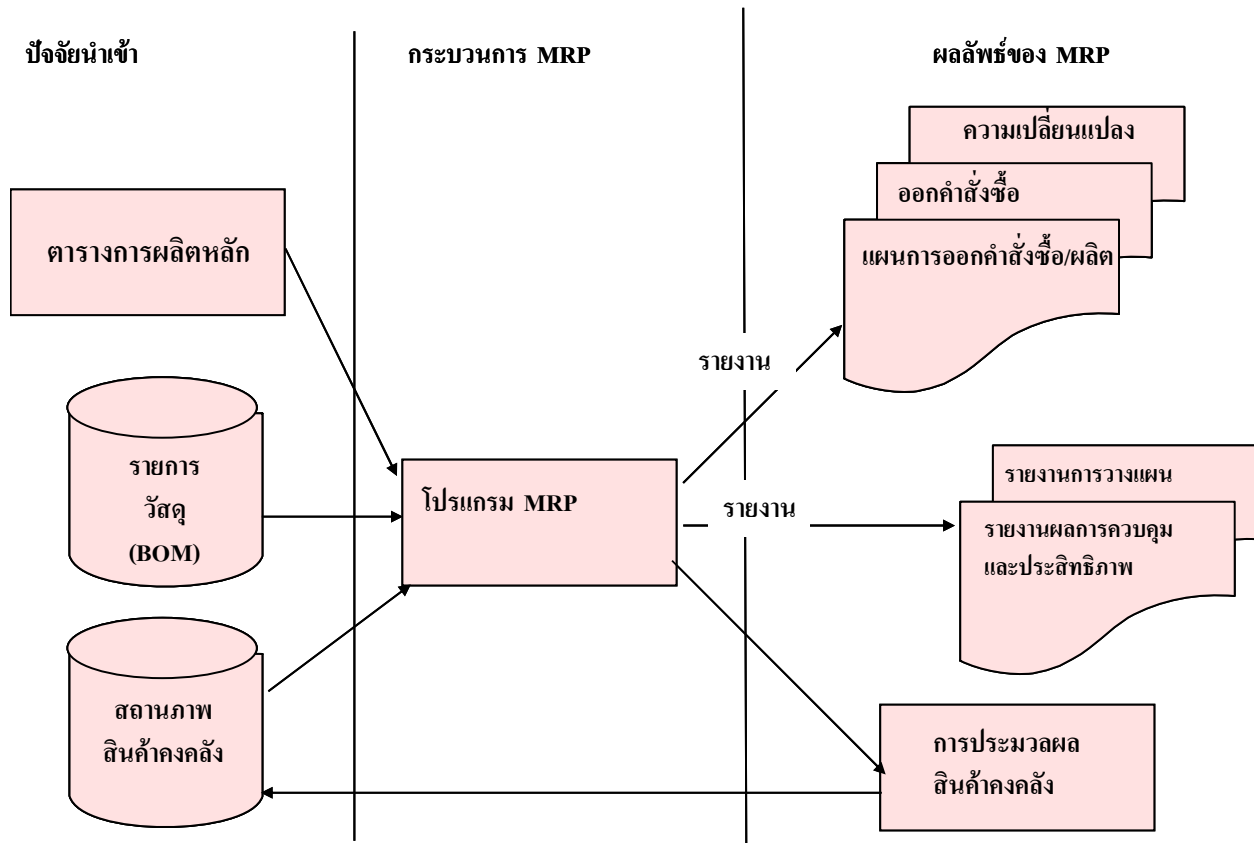 ปัจจัยนำเข้า
กระบวนการ MRP
ผลลัพธ์ของ MRP
ความเปลี่ยนแปลง
ออกคำสั่งซื้อ
แผนการออกคำสั่งซื้อ/ผลิต
ตารางการผลิตหลัก
รายงาน
รายการ
วัสดุ
(BOM)
โปรแกรม MRP
รายงาน
รายงานการวางแผน
รายงานผลการควบคุม
และประสิทธิภาพ
สถานภาพ
สินค้าคงคลัง
การประมวลผล
สินค้าคงคลัง